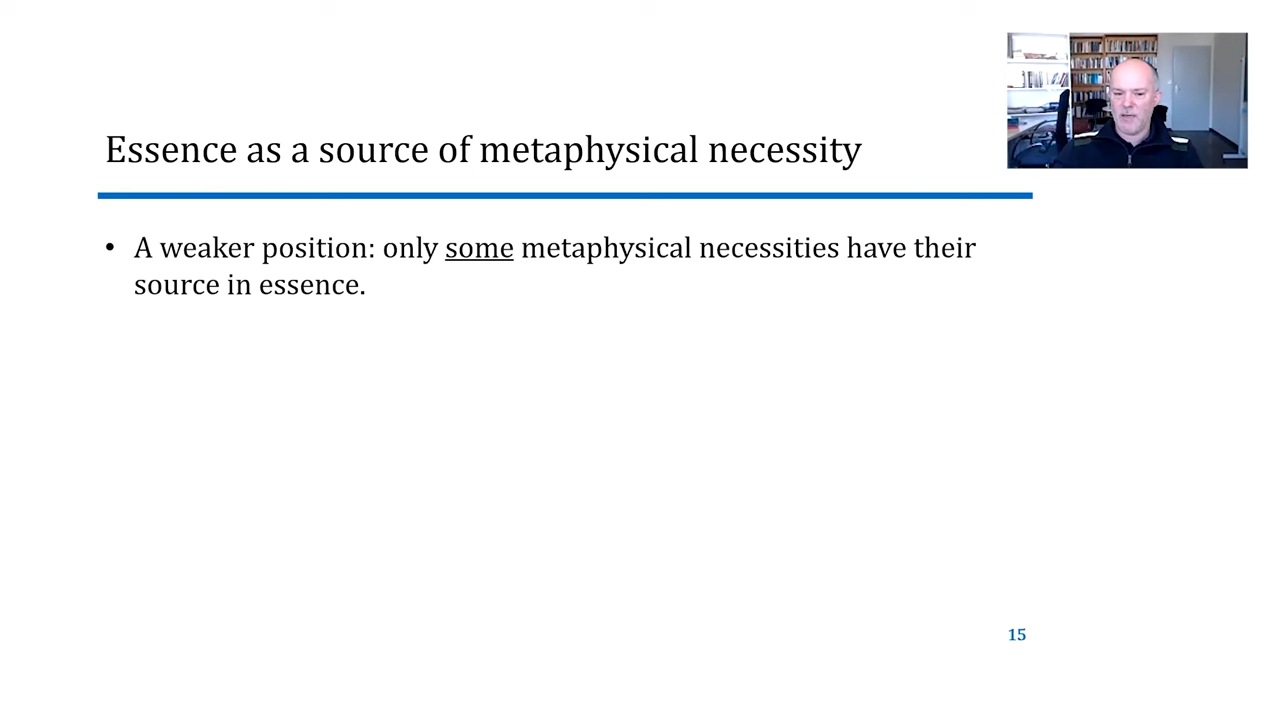 Essence as a source of metaphysical necessity
• A weaker position: only some metaphysical necessities have their
source in essence.
15